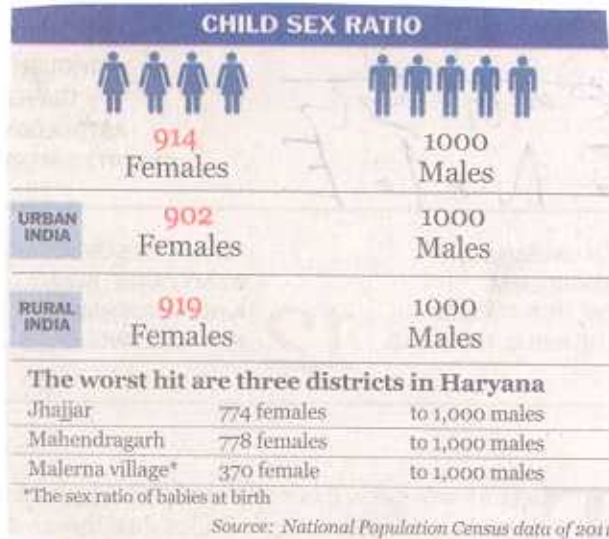 CHILD SEX RATIO
914 1000
Females Males
URBAN INDIA 902 1000
Females Males
RURAL INDIA 919 1000
Females Males
The worst hit are three districts in Haryana
Jhajjar 774 females to 1,000 males
Mahendragarh 778 females to 1,000 males
Malerna village* 370 female to 1,000 males
*The sex ratio of babies at birth
Source: National Population Census data of 2011